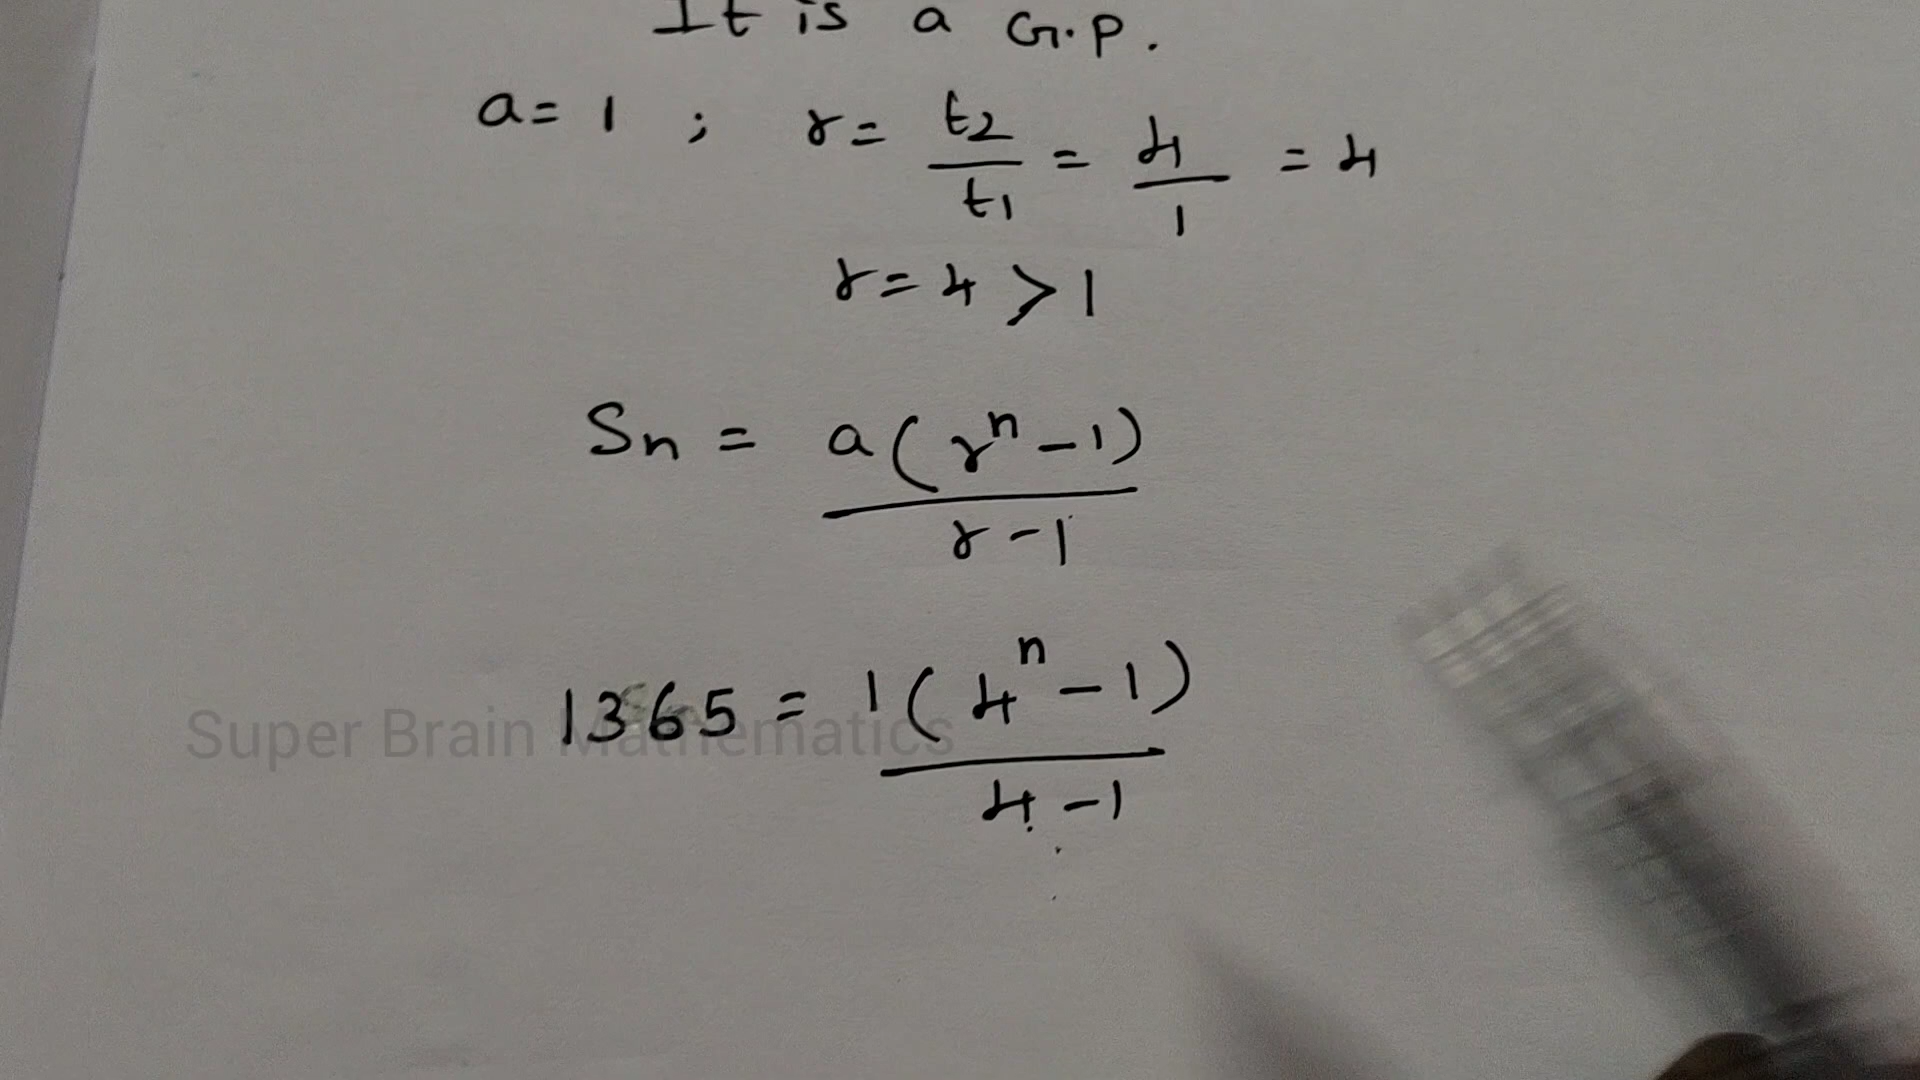 It is a G.P.
a = 1 ; r = t2/t1 = 4/1 = 4
r = 4 > 1
Sn = a(r^n - 1)/r - 1
1365 = 1(4^n - 1)/4 - 1
Super Brain Mathematics